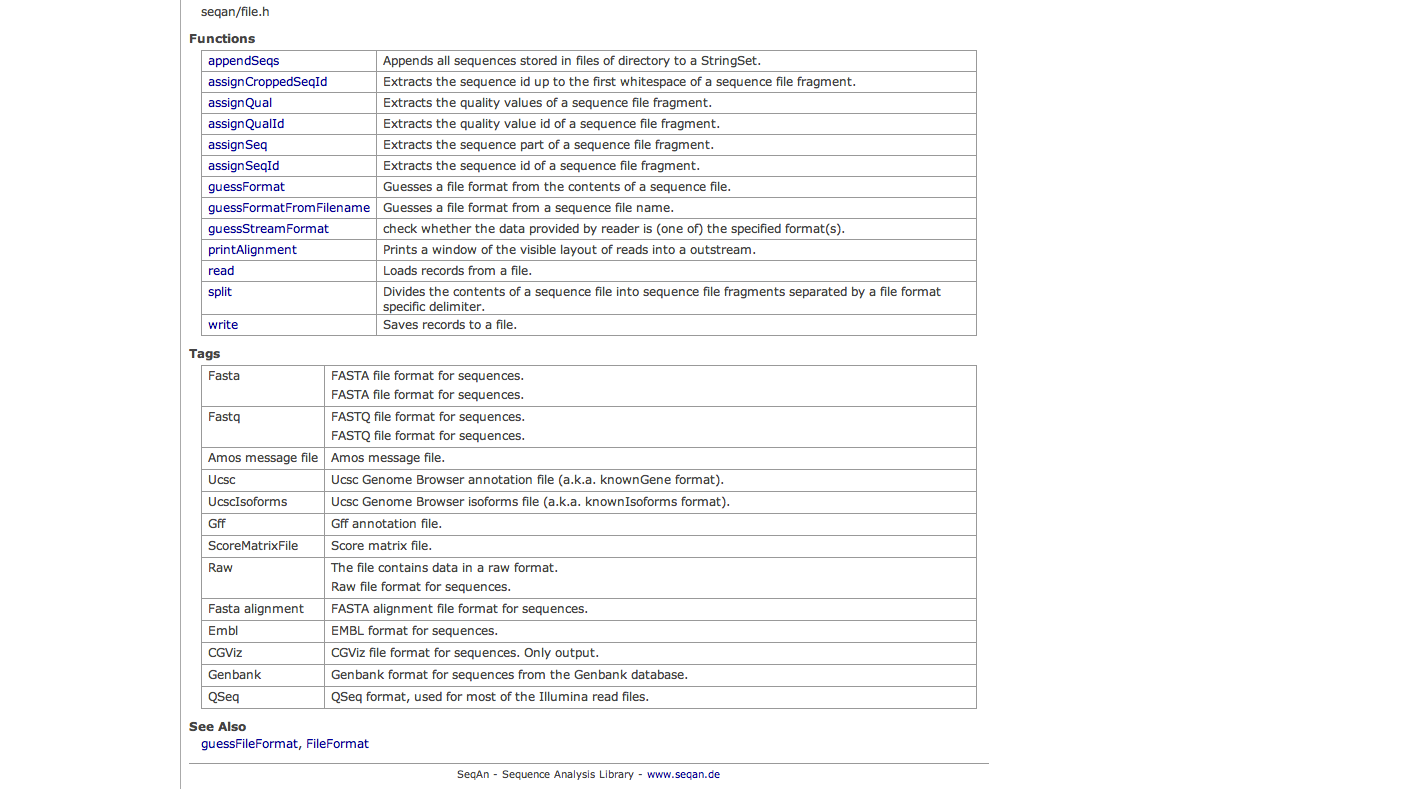 seqan/file.h
Functions
appendSeqs Appends all sequences stored in files of directory to a StringSet.
assignCroppedSeqId Extracts the sequence id up to the first whitespace of a sequence file fragment.
assignQual Extracts the quality values of a sequence file fragment.
assignQualId Extracts the quality value id of a sequence file fragment.
assignSeq Extracts the sequence part of a sequence file fragment.
assignSeqId Extracts the sequence id of a sequence file fragment.
guessFormat Guesses a file format from the contents of a sequence file.
guessFormatFromFilename Guesses a file format from a sequence file name.
guessStreamFormat check whether the data provided by reader is (one of) the specified format(s).
printAlignment Prints a window of the visible layout of reads into a outstream.
read Loads records from a file.
split Divides the contents of a sequence file into sequence file fragments separated by a file format
specific delimiter.
write Saves records to a file.
Tags
Fasta FASTA file format for sequences.
FASTA file format for sequences.
Fastq FASTQ file format for sequences.
FASTQ file format for sequences.
Amos message file Amos message file.
Ucsc Ucsc Genome Browser annotation file (a.k.a. knownGene format).
UcscIsoforms Ucsc Genome Browser isoforms file (a.k.a. knownIsoforms format).
Gff Gff annotation file.
ScoreMatrixFile Score matrix file.
Raw The file contains data in a raw format.
Raw file format for sequences.
Fasta alignment FASTA alignment file format for sequences.
Embl EMBL format for sequences.
CGViz CGViz file format for sequences. Only output.
Genbank Genbank format for sequences from the Genbank database.
QSeq QSeq format, used for most of the Illumina read files.
See Also
guessFileFormat, FileFormat
SeqAn - Sequence Analysis Library - www.seqan.de